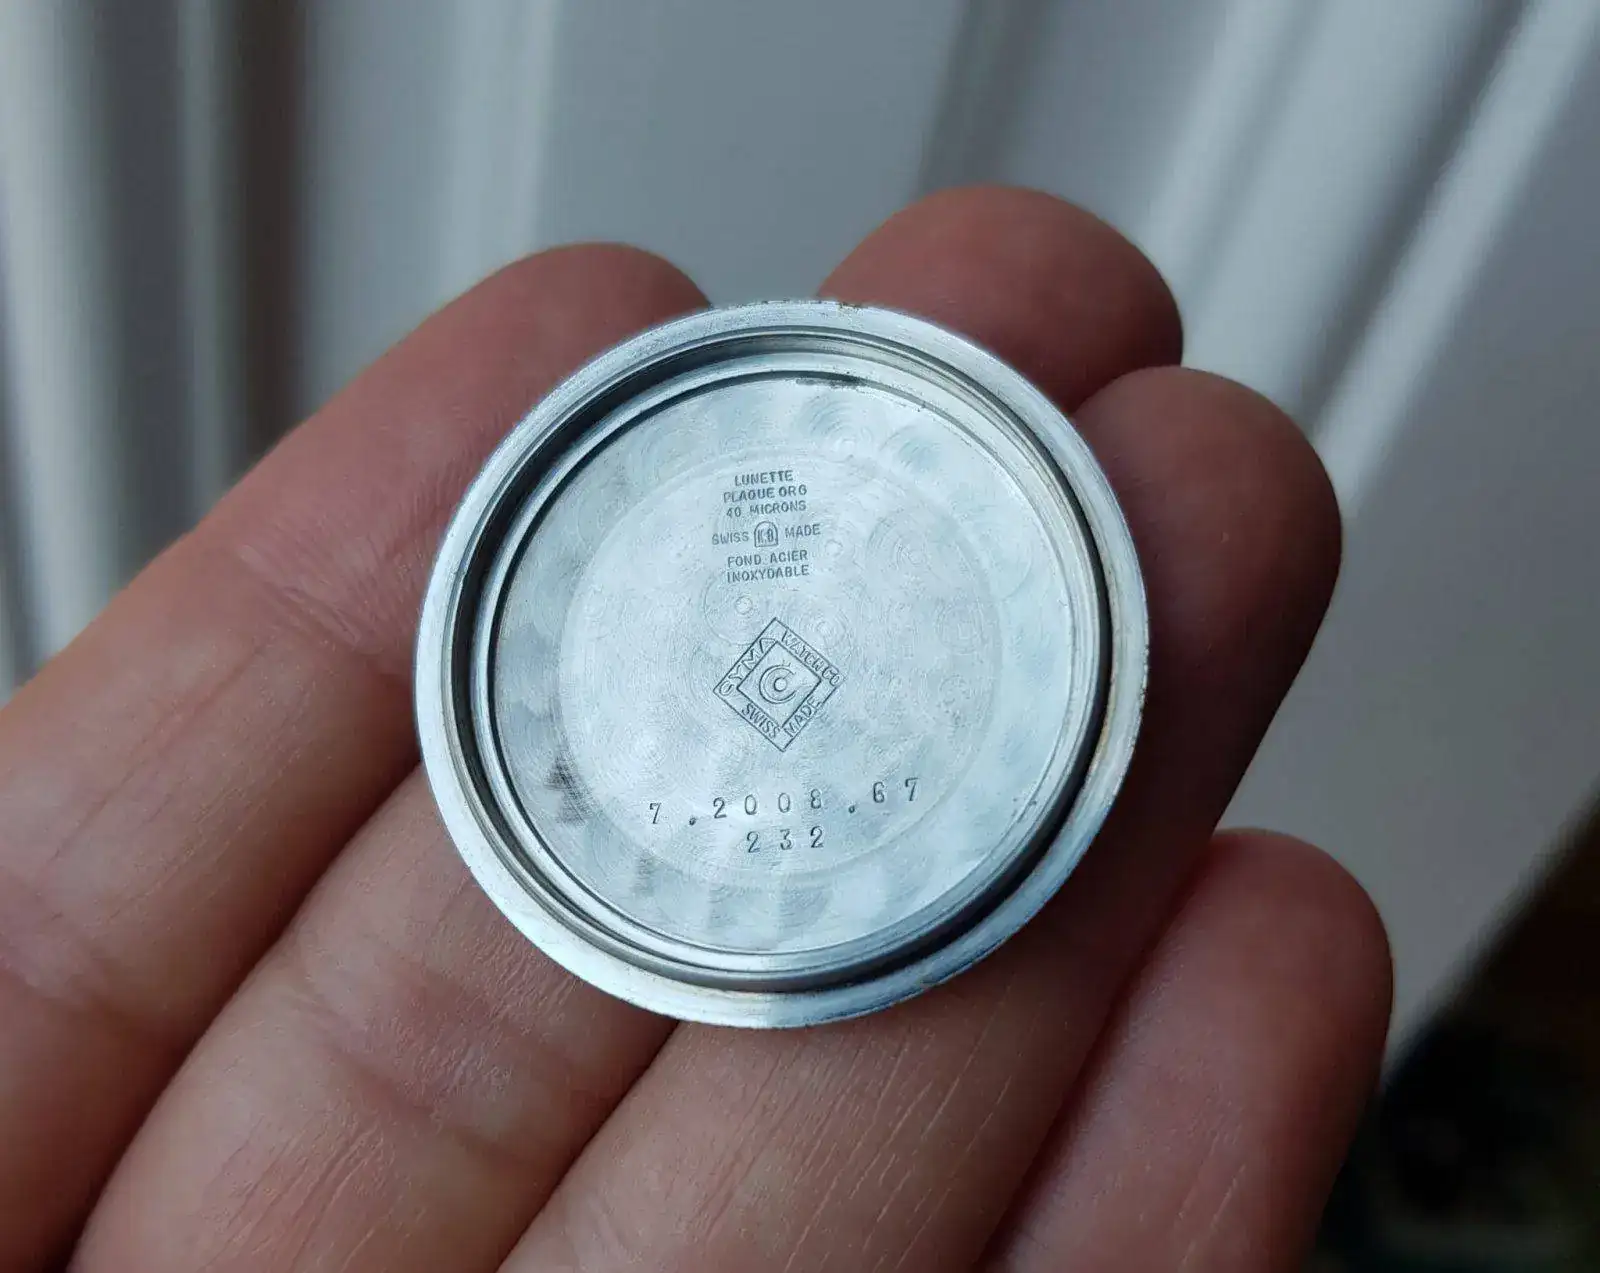 LUNETTE
PLAQUE OR G
40 MICRONS
SWISS K.B MADE
FOND ACIER
INOXYDABLE
CYMA WATCH CO
SWISS MADE
7.2008.67
232